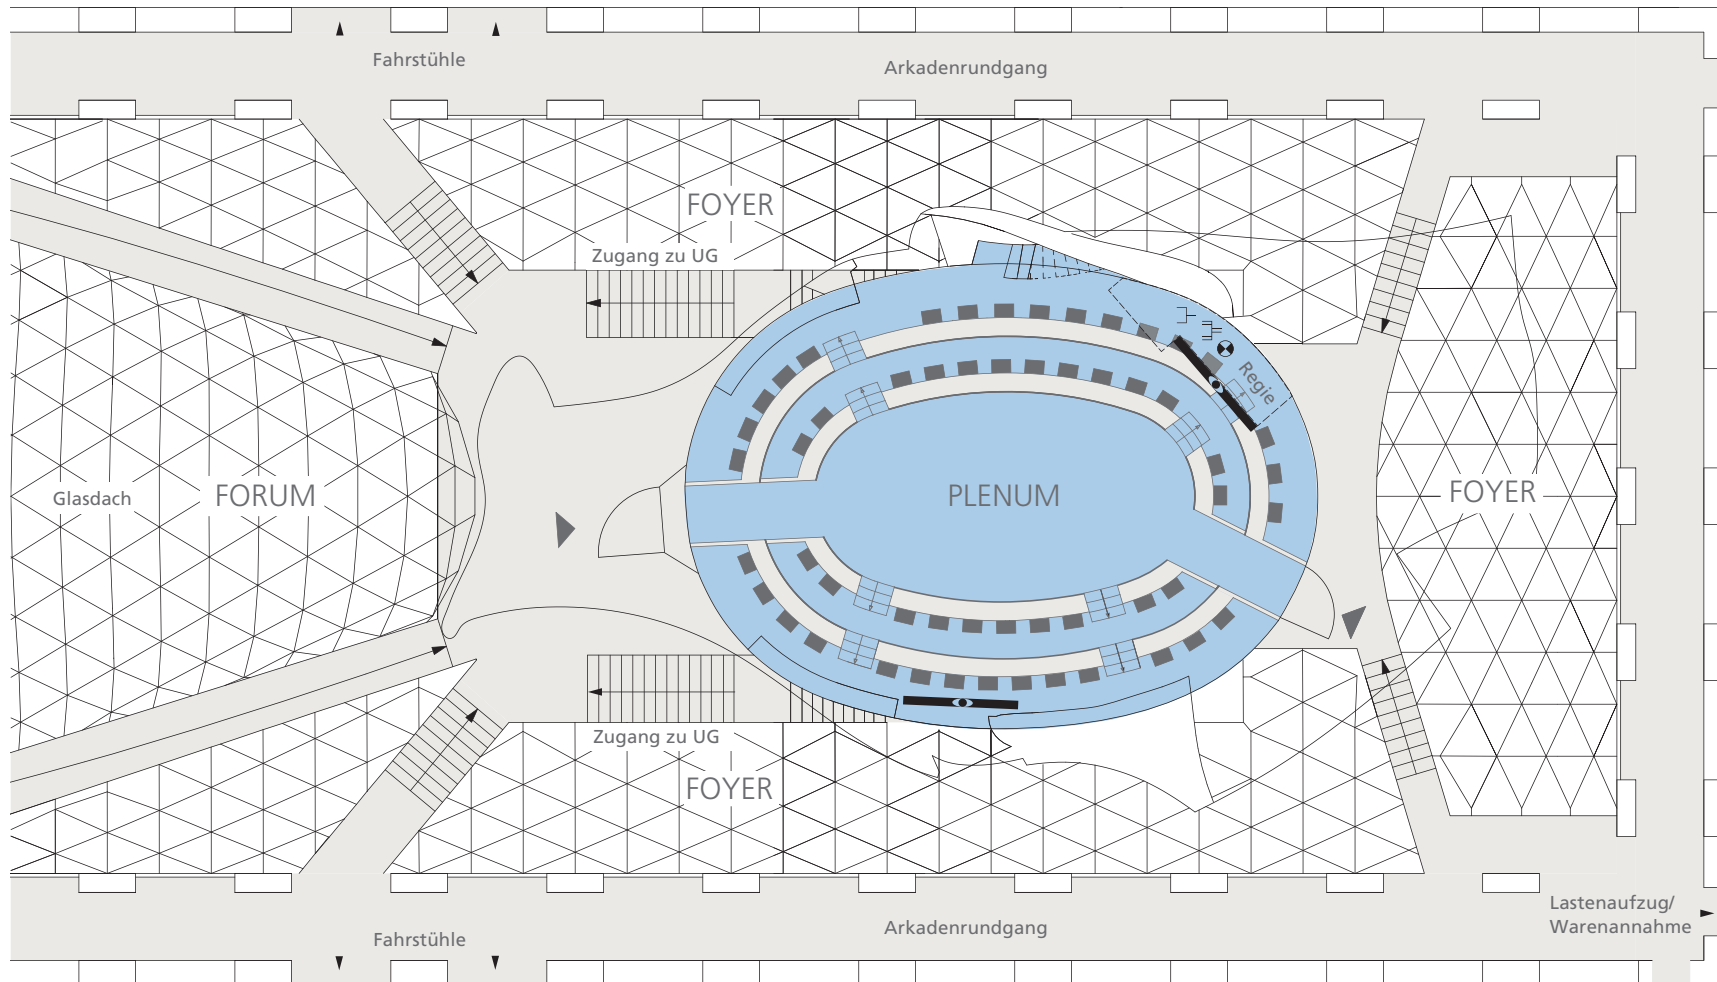 Fahrstühle
Arkadenrundgang
FOYER
Zugang zu UG
Regie
Glasdach
FORUM
PLENUM
FOYER
Zugang zu UG
FOYER
Lastenaufzug/
Warenannahme
Fahrstühle
Arkadenrundgang